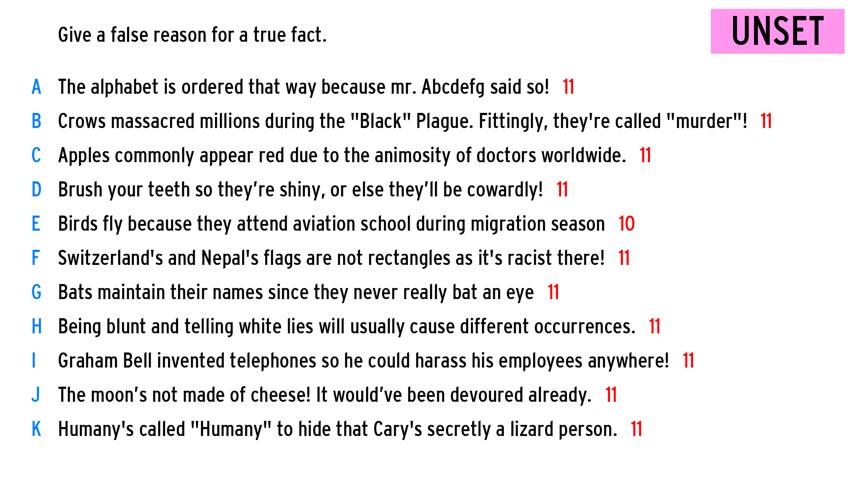 Give a false reason for a true fact.
UNSET
A The alphabet is ordered that way because mr. Abcdefg said so! 11
B Crows massacred millions during the "Black" Plague. Fittingly, they're called "murder"! 11
C Apples commonly appear red due to the animosity of doctors worldwide. 11
D Brush your teeth so they’re shiny, or else they’ll be cowardly! 11
E Birds fly because they attend aviation school during migration season 10
F Switzerland's and Nepal's flags are not rectangles as it's racist there! 11
G Bats maintain their names since they never really bat an eye 11
H Being blunt and telling white lies will usually cause different occurrences. 11
I Graham Bell invented telephones so he could harass his employees anywhere! 11
J The moon’s not made of cheese! It would’ve been devoured already. 11
K Humany's called "Humany" to hide that Cary's secretly a lizard person. 11